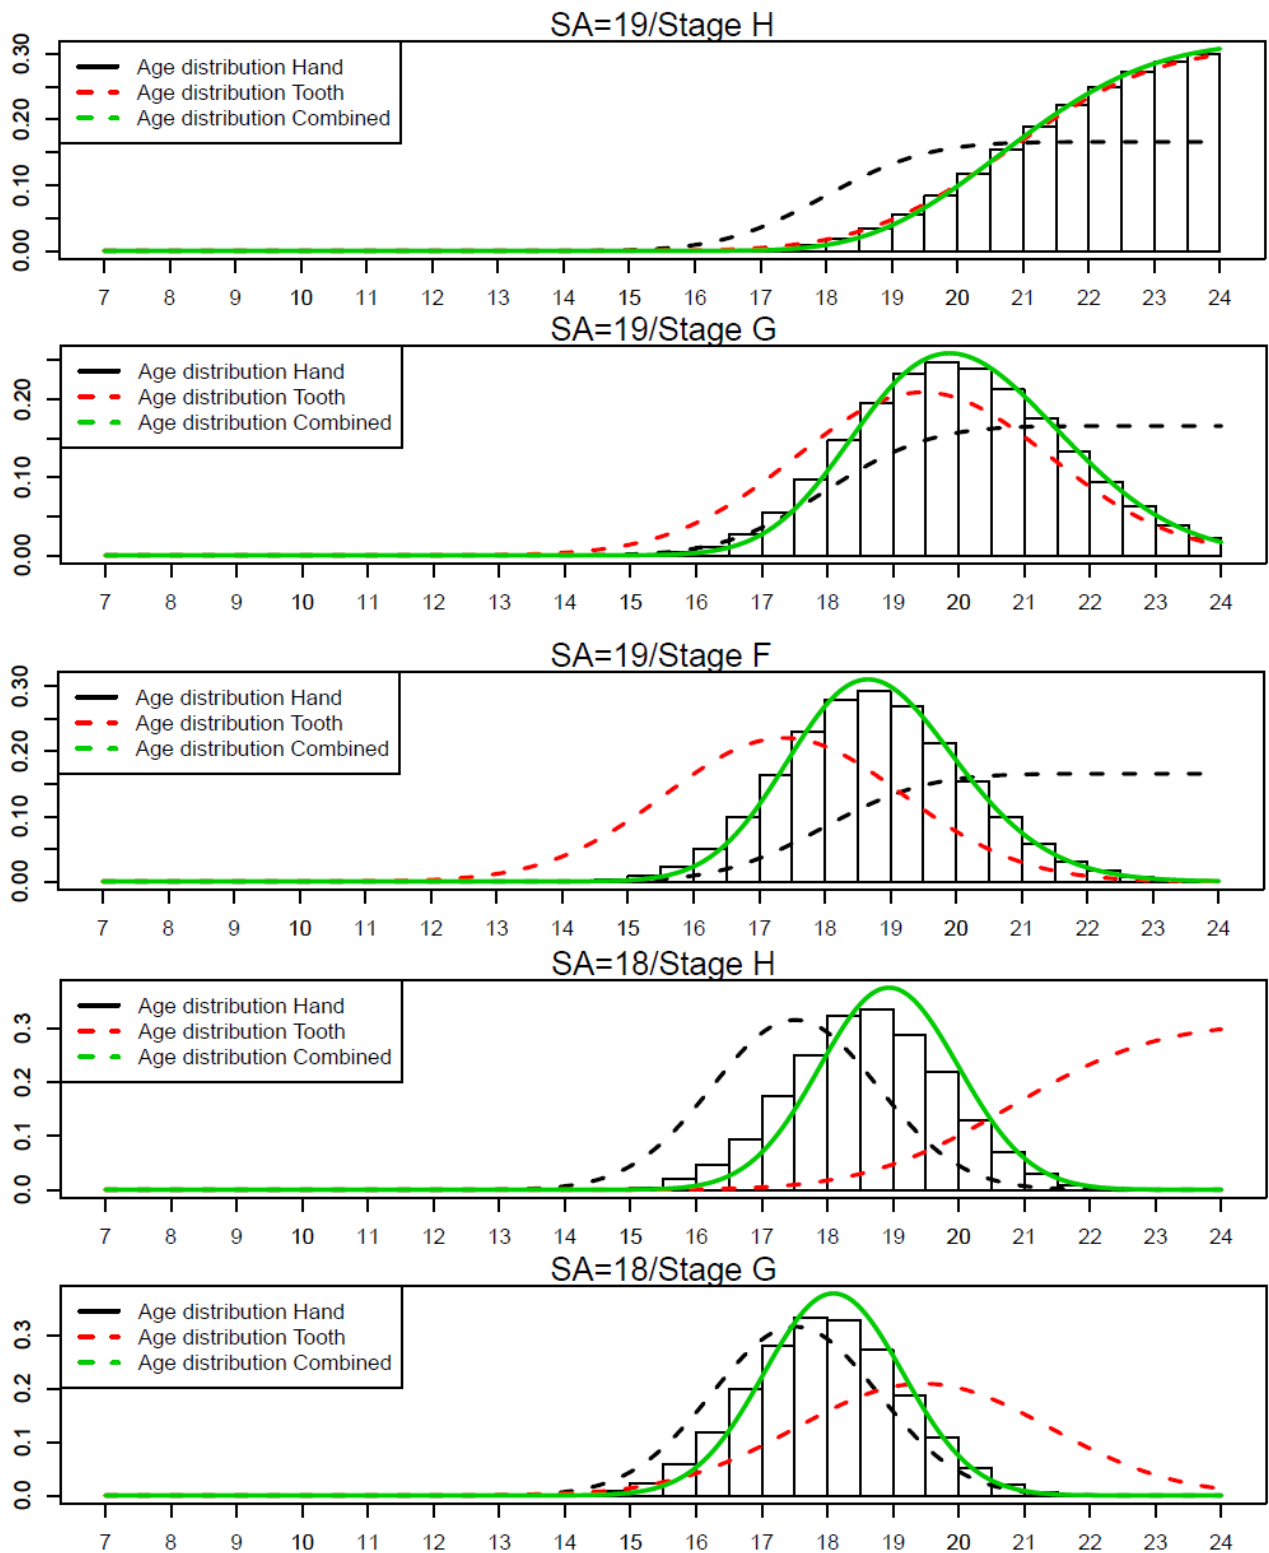 SA=19/Stage H
Age distribution Hand
Age distribution Tooth
Age distribution Combined
0.30
0.20
0.10
0.00
7 8 9 10 11 12 13 14 15 16 17 18 19 20 21 22 23 24
SA=19/Stage G
Age distribution Hand
Age distribution Tooth
Age distribution Combined
0.20
0.10
0.00
7 8 9 10 11 12 13 14 15 16 17 18 19 20 21 22 23 24
SA=19/Stage F
Age distribution Hand
Age distribution Tooth
Age distribution Combined
0.30
0.20
0.10
0.00
7 8 9 10 11 12 13 14 15 16 17 18 19 20 21 22 23 24
SA=18/Stage H
Age distribution Hand
Age distribution Tooth
Age distribution Combined
0.3
0.2
0.1
0.0
7 8 9 10 11 12 13 14 15 16 17 18 19 20 21 22 23 24
SA=18/Stage G
Age distribution Hand
Age distribution Tooth
Age distribution Combined
0.3
0.2
0.1
0.0
7 8 9 10 11 12 13 14 15 16 17 18 19 20 21 22 23 24